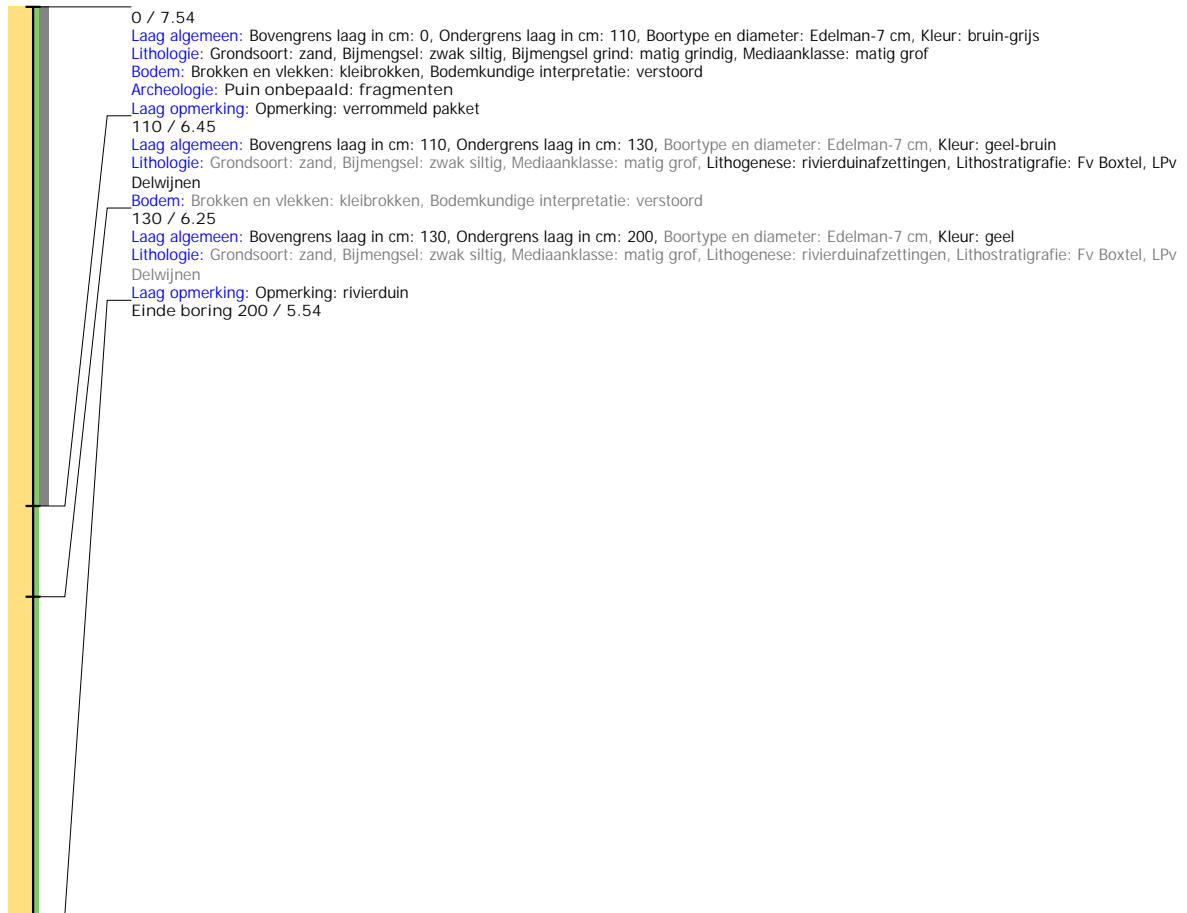 0 / 7.54
Laag algemeen: Bovengrens laag in cm: 0, Ondergrens laag in cm: 110, Boortype en diameter: Edelman-7 cm, Kleur: bruin-grijs
Lithologie: Grondsoort: zand, Bijmengsel: zwak siltig, Bijmengsel grind: matig grindig, Mediaanklasse: matig grof
Bodem: Brokken en vlekken: kleibrokken, Bodemkundige interpretatie: verstoord
Archeologie: Puin onbepaald: fragmenten
Laag opmerking: Opmerking: verrommeld pakket
110 / 6.45
Laag algemeen: Bovengrens laag in cm: 110, Ondergrens laag in cm: 130, Boortype en diameter: Edelman-7 cm, Kleur: geel-bruin
Lithologie: Grondsoort: zand, Bijmengsel: zwak siltig, Mediaanklasse: matig grof, Lithogenese: rivierduinafzettingen, Lithostratigrafie: Fv Boxtel, LPv
Delwijnen
Bodem: Brokken en vlekken: kleibrokken, Bodemkundige interpretatie: verstoord
130 / 6.25
Laag algemeen: Bovengrens laag in cm: 130, Ondergrens laag in cm: 200, Boortype en diameter: Edelman-7 cm, Kleur: geel
Lithologie: Grondsoort: zand, Bijmengsel: zwak siltig, Mediaanklasse: matig grof, Lithogenese: rivierduinafzettingen, Lithostratigrafie: Fv Boxtel, LPv
Delwijnen
Laag opmerking: Opmerking: rivierduin
Einde boring 200 / 5.54